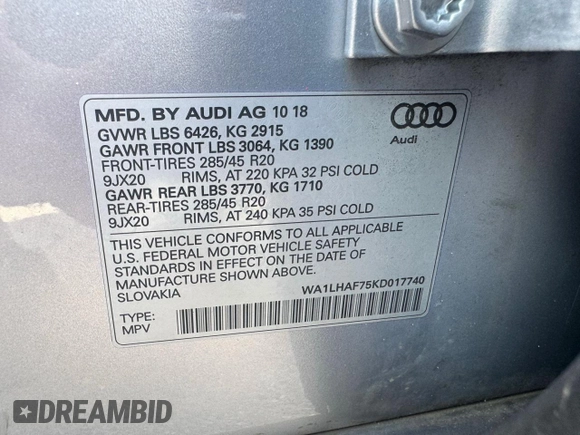 MFD. BY AUDI AG 10 18
GVWR LBS 6426, KG 2915
GAWR FRONT LBS 3064, KG 1390
FRONT-TIRES 285/45 R20
9JX20 RIMS, AT 220 KPA 32 PSI COLD
GAWR REAR LBS 3770, KG 1710
REAR-TIRES 285/45 R20
9JX20 RIMS, AT 240 KPA 35 PSI COLD
Audi
THIS VEHICLE CONFORMS TO ALL APPLICABLE
U.S. FEDERAL MOTOR VEHICLE SAFETY
STANDARDS IN EFFECT ON THE DATE OF
MANUFACTURE SHOWN ABOVE.
SLOVAKIA WA1LHAF75KD017740
TYPE:
MPV
DREAMBID